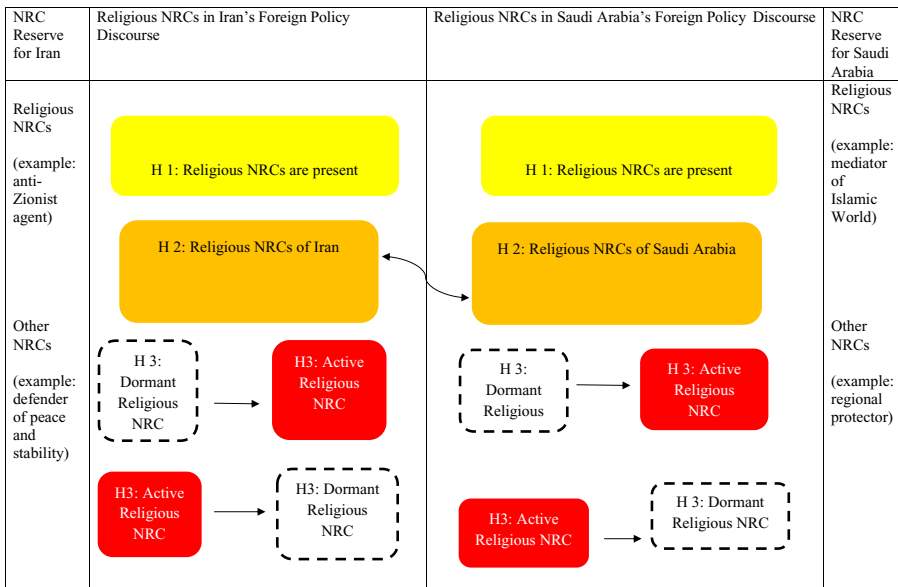 NRC
Reserve
for Iran
Religious NRCs in Iran's Foreign Policy
Discourse
Religious NRCs in Saudi Arabia's Foreign Policy Discourse
NRC
Reserve
for Saudi
Arabia
Religious
NRCs
(example:
anti-
Zionist
agent)
Other
NRCs
(example:
defender
of peace
and
stability)
H 1: Religious NRCs are present
H 2: Religious NRCs of Iran
H 3:
Dormant
Religious
NRC
H3: Active
Religious
NRC
H3: Active
Religious
NRC
H3: Dormant
Religious
NRC
H 1: Religious NRCs are present
H 2: Religious NRCs of Saudi Arabia
H 3:
Dormant
Religious
H 3: Active
Religious
NRC
H3: Active
Religious NRC
H 3: Dormant
Religious NRC
Religious
NRCs
(example:
mediator
of
Islamic
World)
Other
NRCs
(example:
regional
protector)